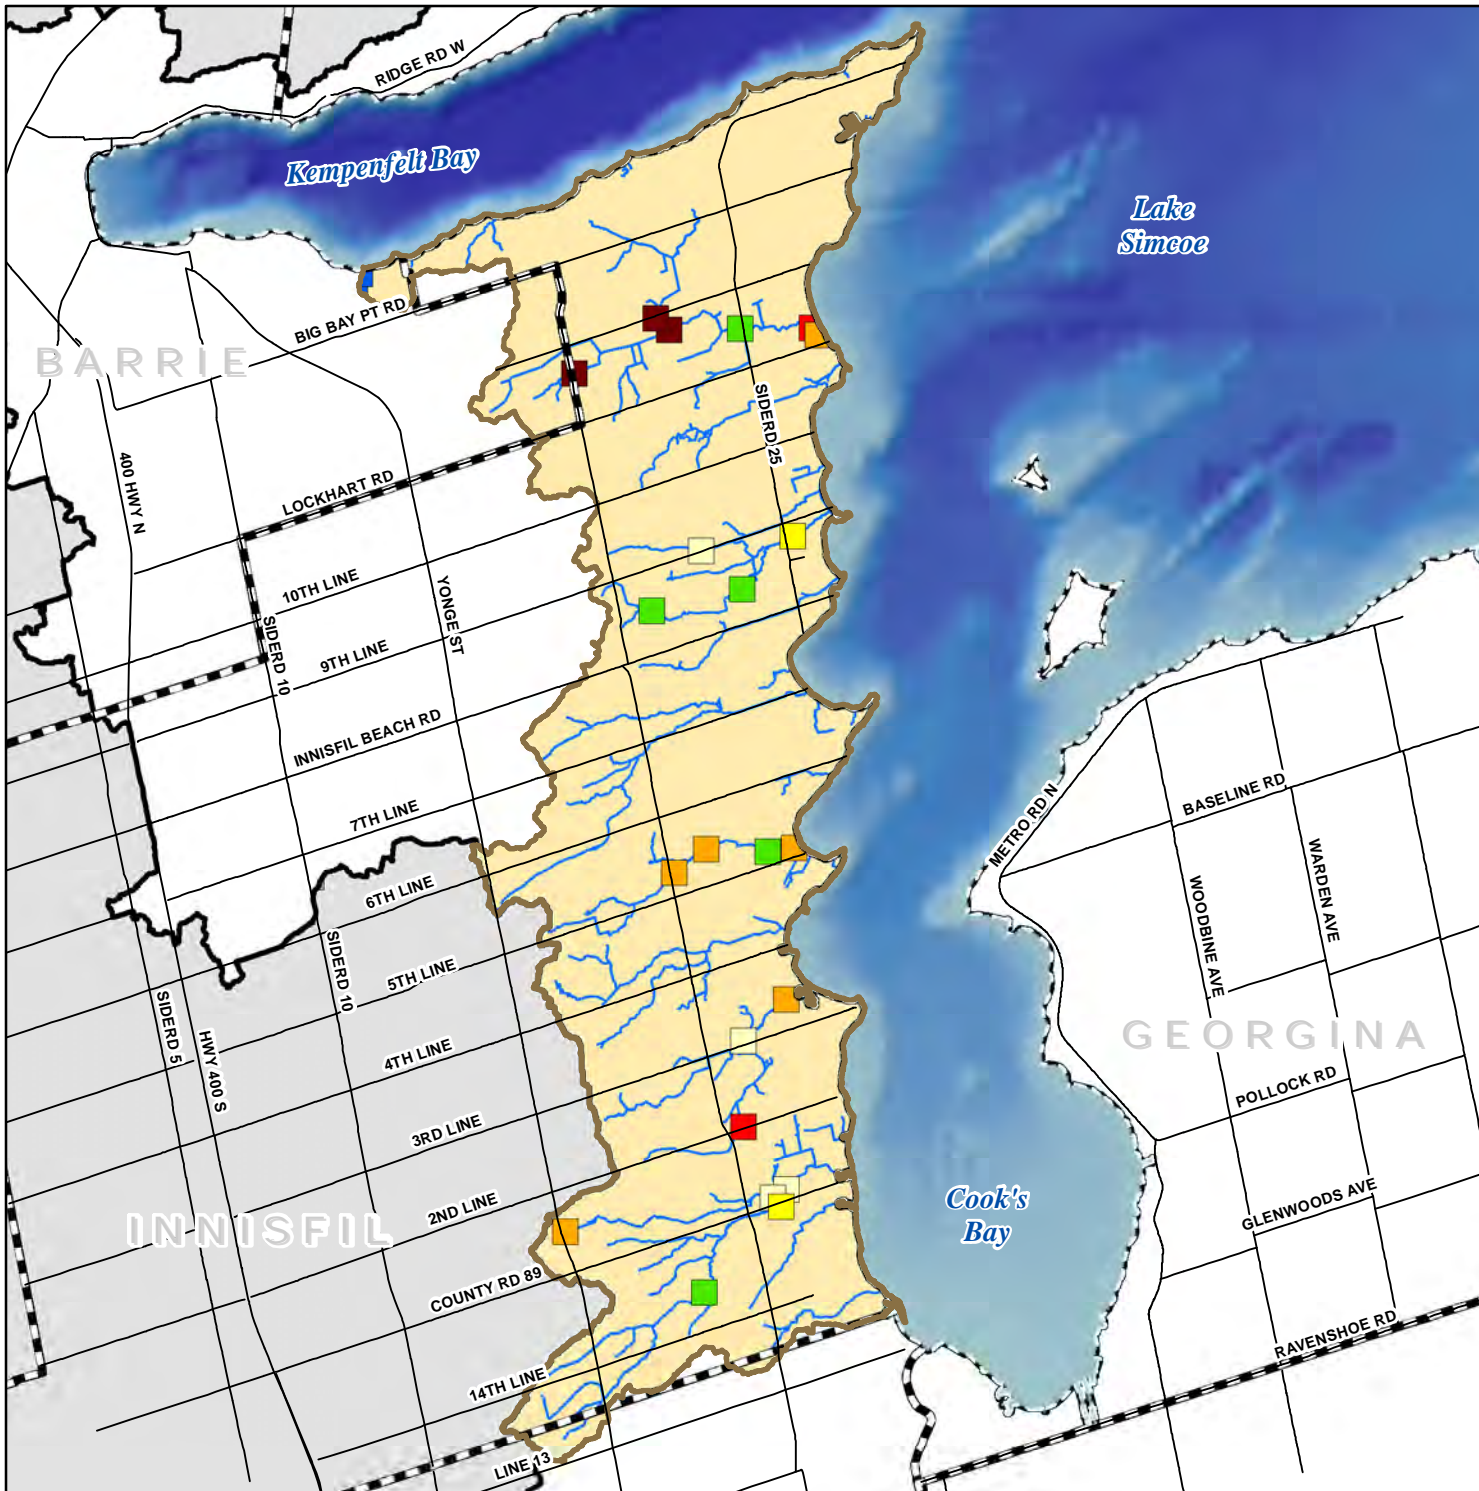 RIDGE RD W
Kempenfelt Bay
Lake
Simcoe
BIG BAY PT RD
BARRIE
SIDERD 25
400 HWY N
LOCKHART RD
10TH LINE
YONGE ST
SIDERD 10
9TH LINE
INNISFIL BEACH RD
7TH LINE
METRO RD N
BASELINE RD
WARDEN AVE
WOODBINE AVE
6TH LINE
SIDERD 10
5TH LINE
SIDERD 5
HWY 400 S
4TH LINE
GEORGINA
POLLOCK RD
3RD LINE
2ND LINE
INNISFIL
Cook's
Bay
GLENWOODS AVE
COUNTY RD 89
RAVENSHOE RD
14TH LINE
LINE 13